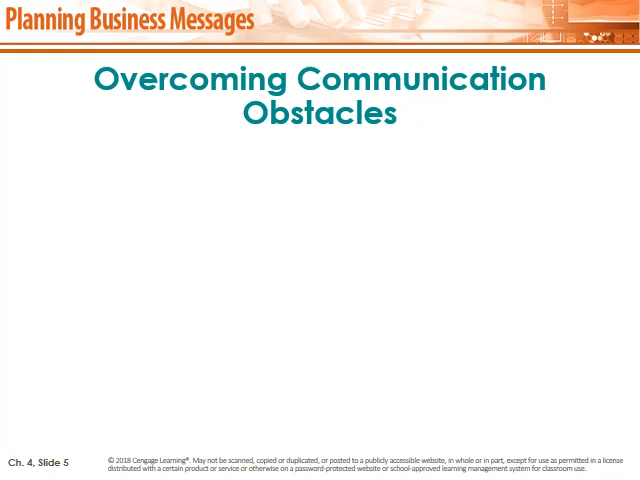 Planning Business Messages
Overcoming Communication
Obstacles
Ch. 4, Slide 5
© 2018 Cengage Learning®. May not be scanned, copied or duplicated, or posted to a publicly accessible website, in whole or in part, except for use as permitted in a license
distributed with a certain product or service or otherwise on a password-protected website or school-approved learning management system for classroom use.